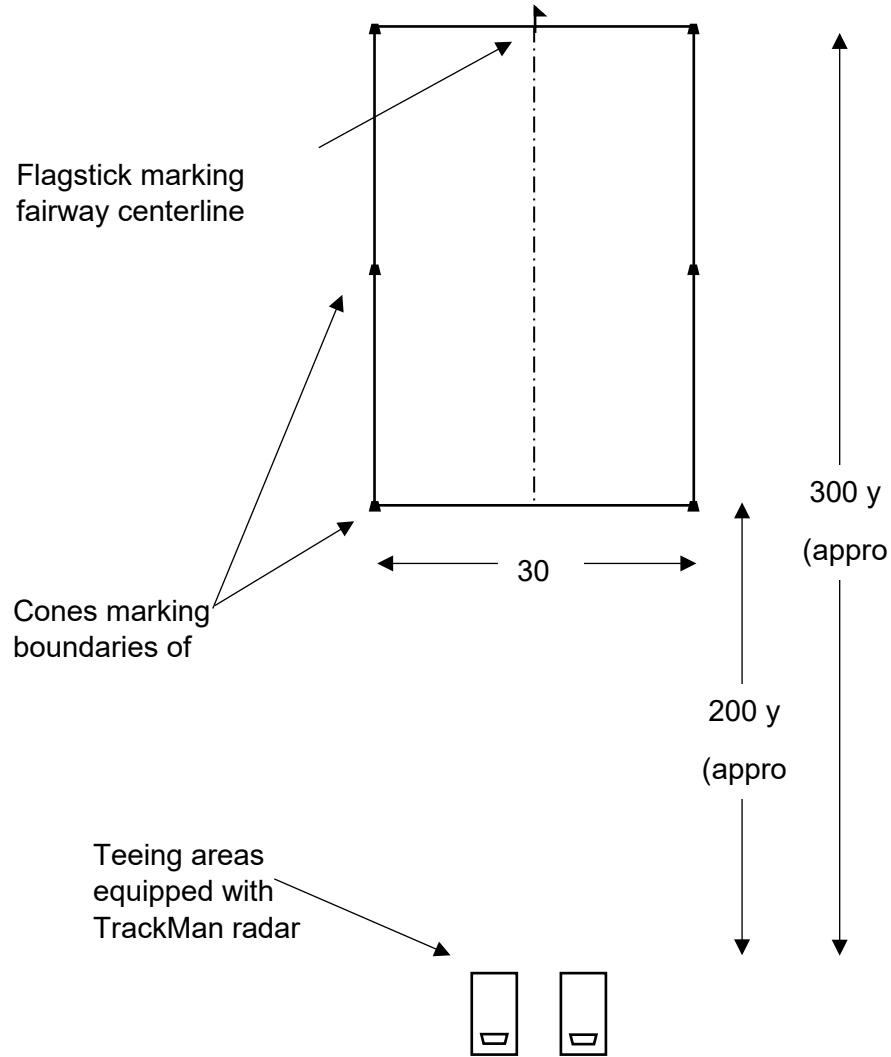 Flagstick marking
fairway centerline
300 y
(appro
30
Cones marking
boundaries of
200 y
(appro
Teeing areas
equipped with
TrackMan radar